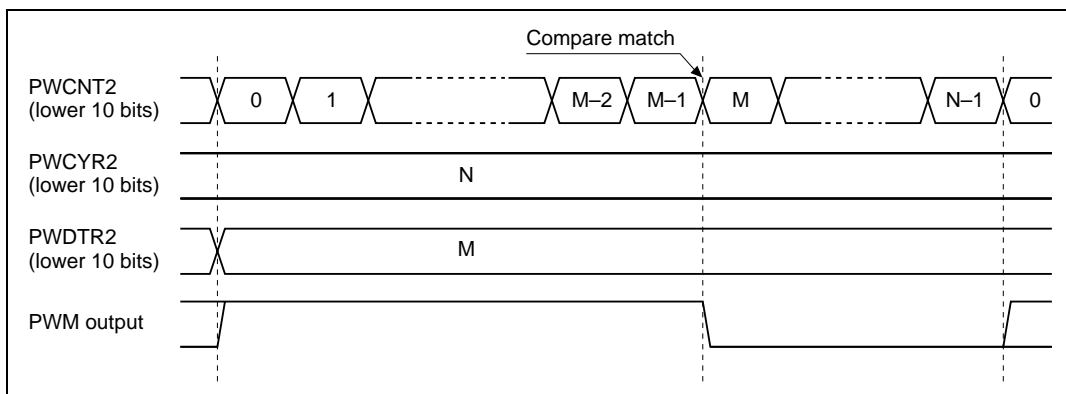 Compare match
PWCNT2
(lower 10 bits)
0 1 M–2 M–1 M N–1 0
PWCYR2
(lower 10 bits)
N
PWDTR2
(lower 10 bits)
M
PWM output